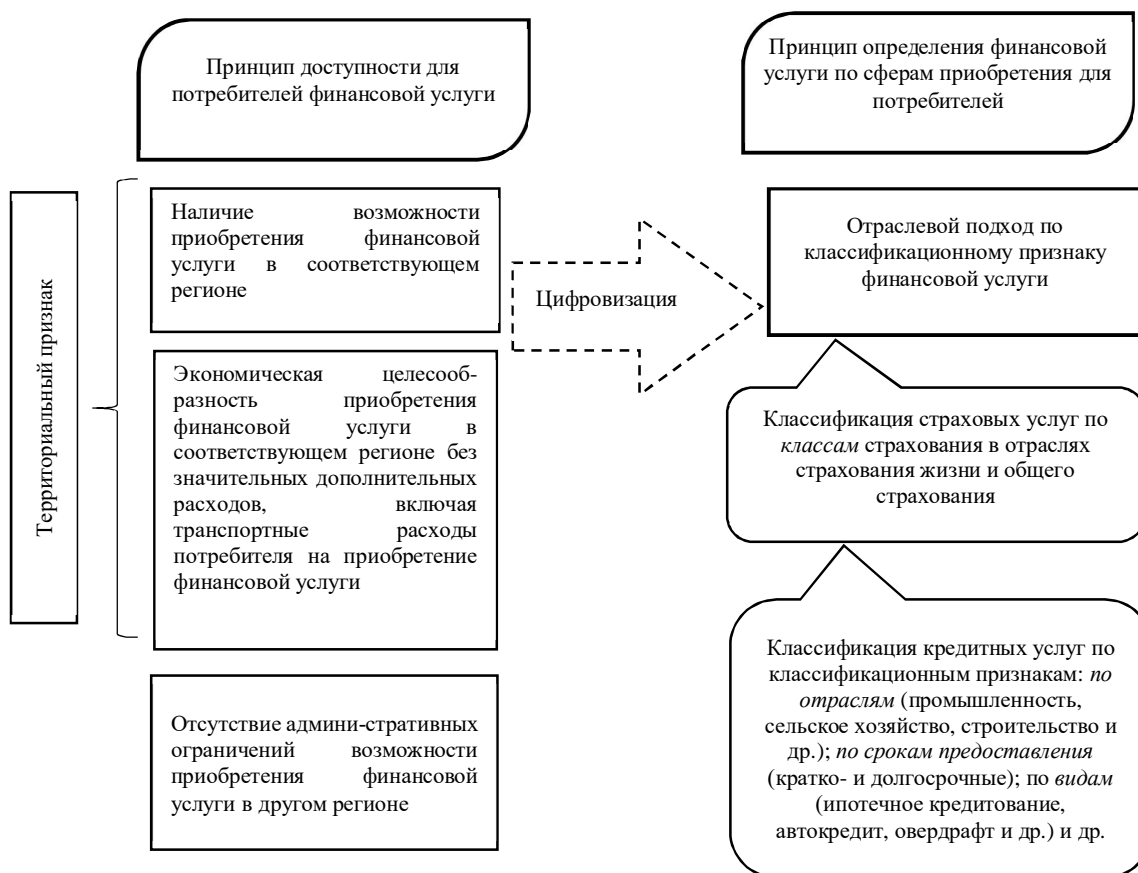 Принцип доступности для
потребителей финансовой услуги
Принцип определения финансовой
услуги по сферам приобретения для
потребителей
Территориальный признак
Наличие возможности
приобретения финансовой
услуги в соответствующем
регионе
Цифровизация
Отраслевой подход по
классификационному признаку
финансовой услуги
Экономическая целесооб-
разность приобретения
финансовой услуги в
соответствующем регионе без
значительных дополнительных
расходов, включая
транспортные расходы
потребителя на приобретение
финансовой услуги
Классификация страховых услуг по
классам страхования в отраслях
страхования жизни и общего
страхования
Отсутствие админи-стративных
ограничений возможности
приобретения финансовой
услуги в другом регионе
Классификация кредитных услуг по
классификационным признакам: по
отраслям (промышленность,
сельское хозяйство, строительство и
др.); по срокам предоставления
(кратко- и долгосрочные); по видам
(ипотечное кредитование,
автокредит, овердрафт и др.) и др.